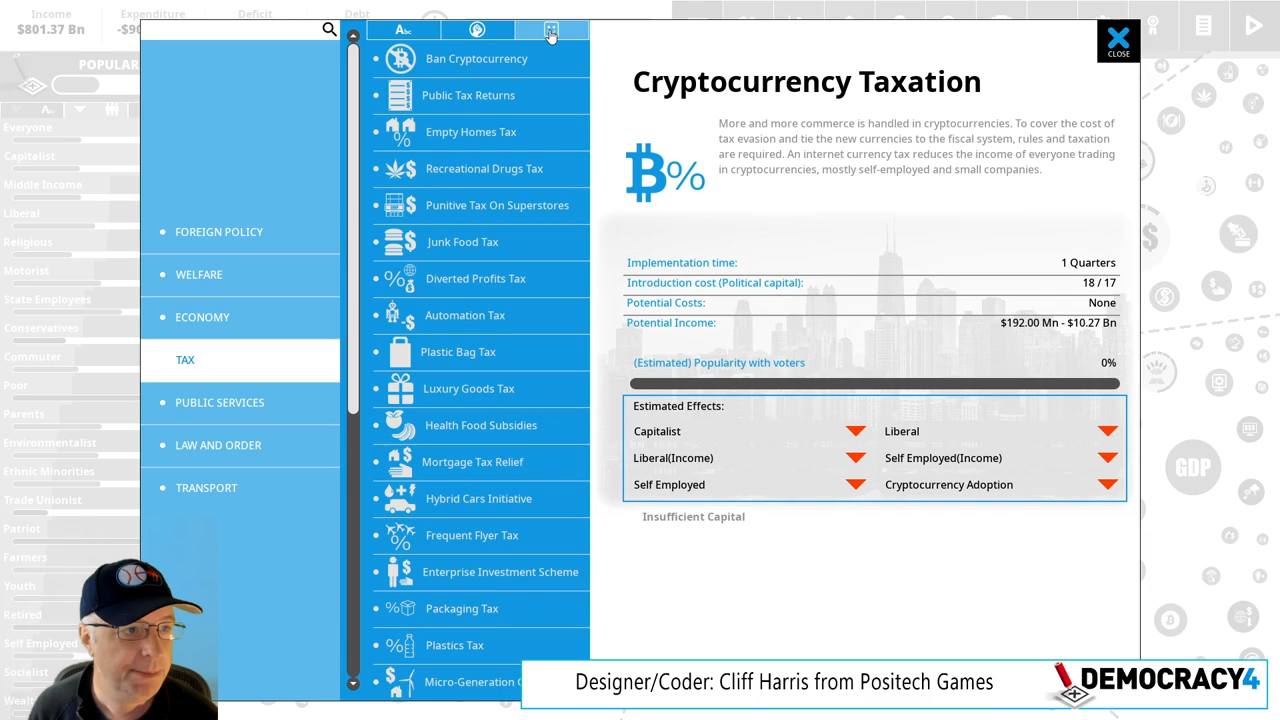 Income
Expenditure
Deficit
Debt
$801.37 Bn
POPULAR
Everyone
Capitalist
Middle Income
Liberal
Religious
Motorist
State Employees
Conservatives
Commuter
Poor
Parents
Environmentalist
Ethnic Minorities
Trade Unionist
Patriot
Farmers
Youth
Retired
Self Employed
Socialist
FOREIGN POLICY
WELFARE
ECONOMY
TAX
PUBLIC SERVICES
LAW AND ORDER
TRANSPORT
Abc
Ban Cryptocurrency
Public Tax Returns
Empty Homes Tax
Recreational Drugs Tax
Punitive Tax On Superstores
Junk Food Tax
Diverted Profits Tax
Automation Tax
Plastic Bag Tax
Luxury Goods Tax
Health Food Subsidies
Mortgage Tax Relief
Hybrid Cars Initiative
Frequent Flyer Tax
Enterprise Investment Scheme
Packaging Tax
Plastics Tax
Micro-Generation
CLOSE
Cryptocurrency Taxation
More and more commerce is handled in cryptocurrencies. To cover the cost of
tax evasion and tie the new currencies to the fiscal system, rules and taxation
are required. An internet currency tax reduces the income of everyone trading
in cryptocurrencies, mostly self-employed and small companies.
Implementation time: 1 Quarters
Introduction cost (Political capital): 18 / 17
Potential Costs: None
Potential Income: $192.00 Mn - $10.27 Bn
(Estimated) Popularity with voters 0%
Estimated Effects:
Capitalist Liberal
Liberal(Income) Self Employed(Income)
Self Employed Cryptocurrency Adoption
Insufficient Capital
GDP
Designer/Coder: Cliff Harris from Positech Games
DEMOCRACY4